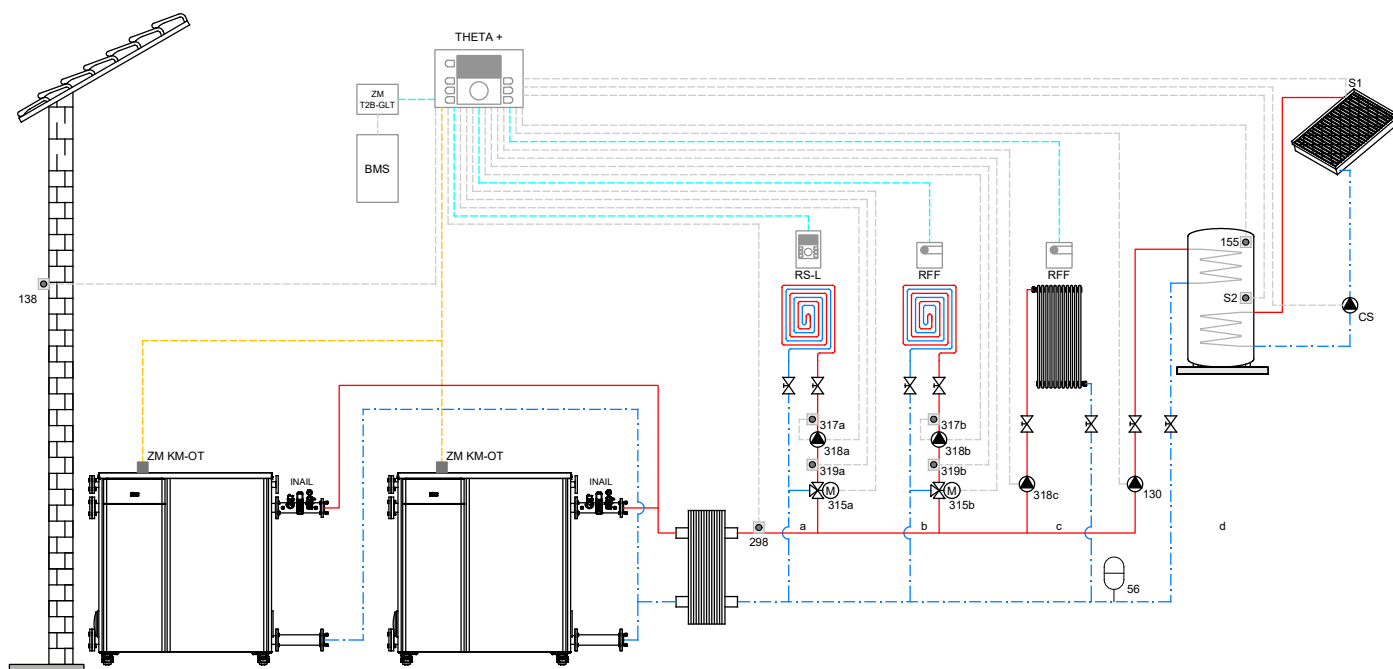 THETA +
S1
ZM
T2B-GLT
BMS
155
RS-L
RFF
RFF
138
S2
CS
317a
317b
318a
318b
ZM KM-OT
ZM KM-OT
319a
319b
INAIL
INAIL
M
M
318c
130
315a
315b
a
b
c
d
298
56